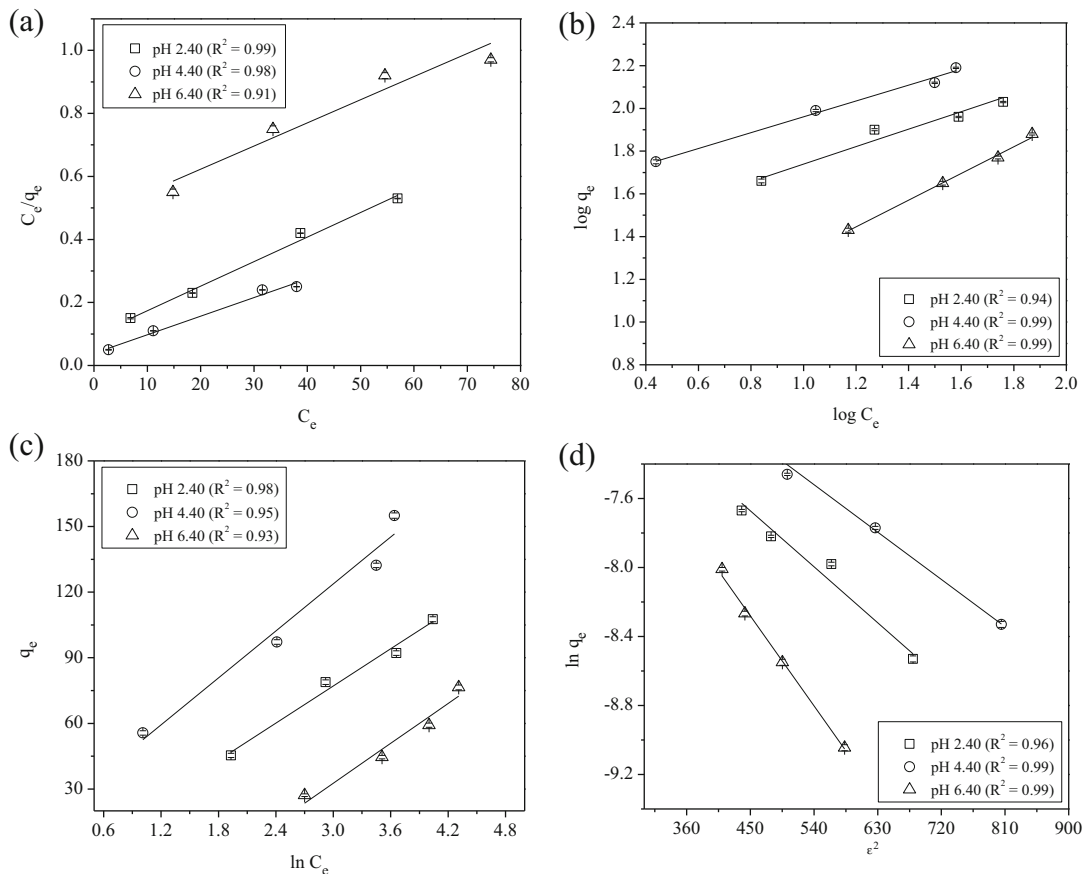 (a)
pH 2.40 (R² = 0.99)
pH 4.40 (R² = 0.98)
pH 6.40 (R² = 0.91)
1.0
0.8
0.6
0.4
0.2
0.0
C_e/q_e
0 10 20 30 40 50 60 70 80
C_e
(b)
2.4
2.2
2.0
1.8
1.6
1.4
1.2
1.0
0.8
log q_e
pH 2.40 (R² = 0.94)
pH 4.40 (R² = 0.99)
pH 6.40 (R² = 0.99)
0.4 0.6 0.8 1.0 1.2 1.4 1.6 1.8 2.0
log C_e
(c)
180
150
120
90
60
30
q_e
pH 2.40 (R² = 0.98)
pH 4.40 (R² = 0.95)
pH 6.40 (R² = 0.93)
0.6 1.2 1.8 2.4 3.0 3.6 4.2 4.8
ln C_e
(d)
-7.6
-8.0
-8.4
-8.8
-9.2
ln q_e
pH 2.40 (R² = 0.96)
pH 4.40 (R² = 0.99)
pH 6.40 (R² = 0.99)
360 450 540 630 720 810 900
ε²